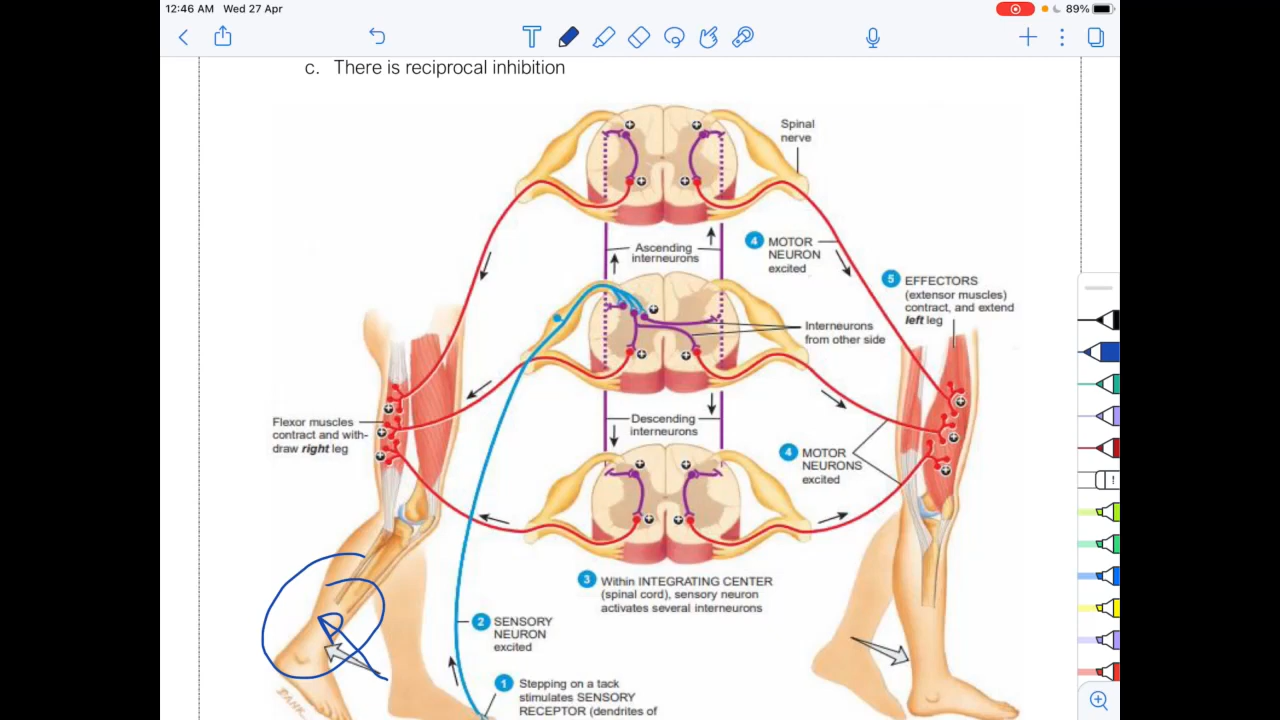 12:46 AM Wed 27 Apr
89%
c. There is reciprocal inhibition
Spinal
nerve
Ascending
interneurons
4 MOTOR
NEURON
excited
5 EFFECTORS
(extensor muscles)
contract, and extend
left leg
Interneurons
from other side
Flexor muscles
contract and with-
draw right leg
Descending
interneurons
4 MOTOR
NEURONS
excited
3 Within INTEGRATING CENTER
(spinal cord), sensory neuron
activates several interneurons
2 SENSORY
NEURON
excited
R
1 Stepping on a tack
stimulates SENSORY
RECEPTOR (dendrites of